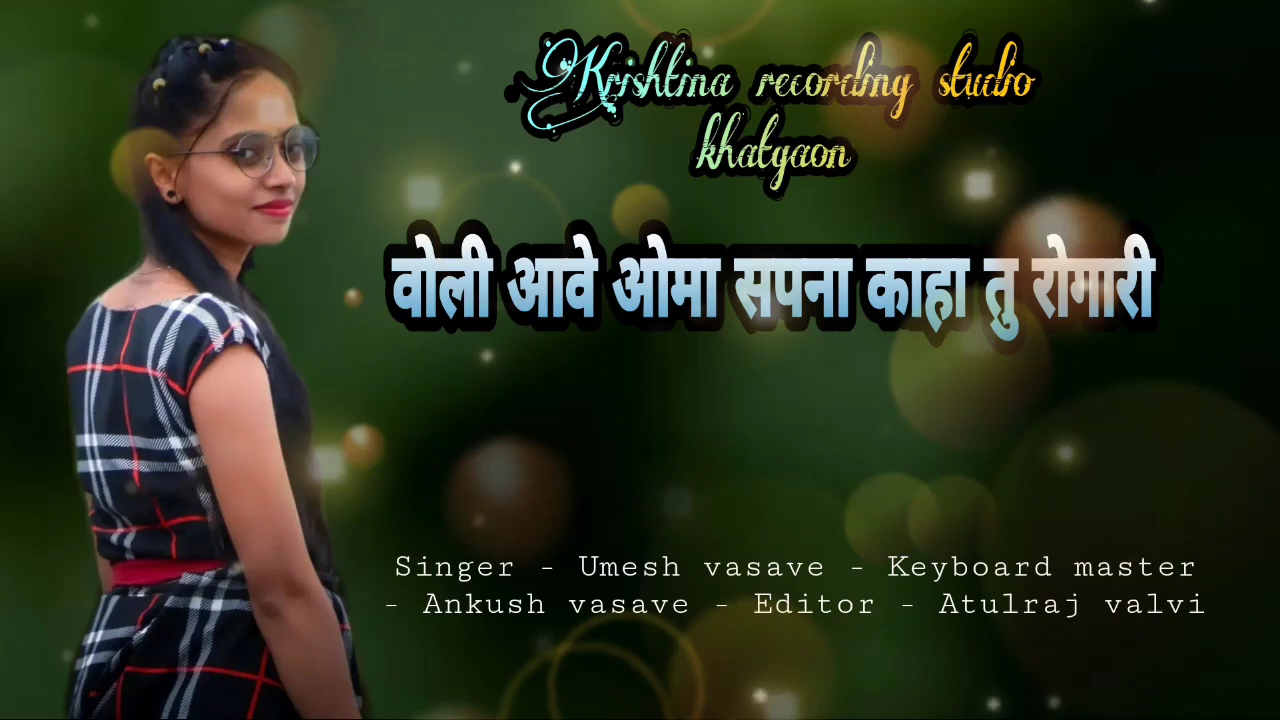 Krishtina recording studio
khatgaon
वोली आवे ओमा सपना काहा तु रोगारी
Singer - Umesh vasave - Keyboard master
- Ankush vasave - Editor - Atulraj valvi